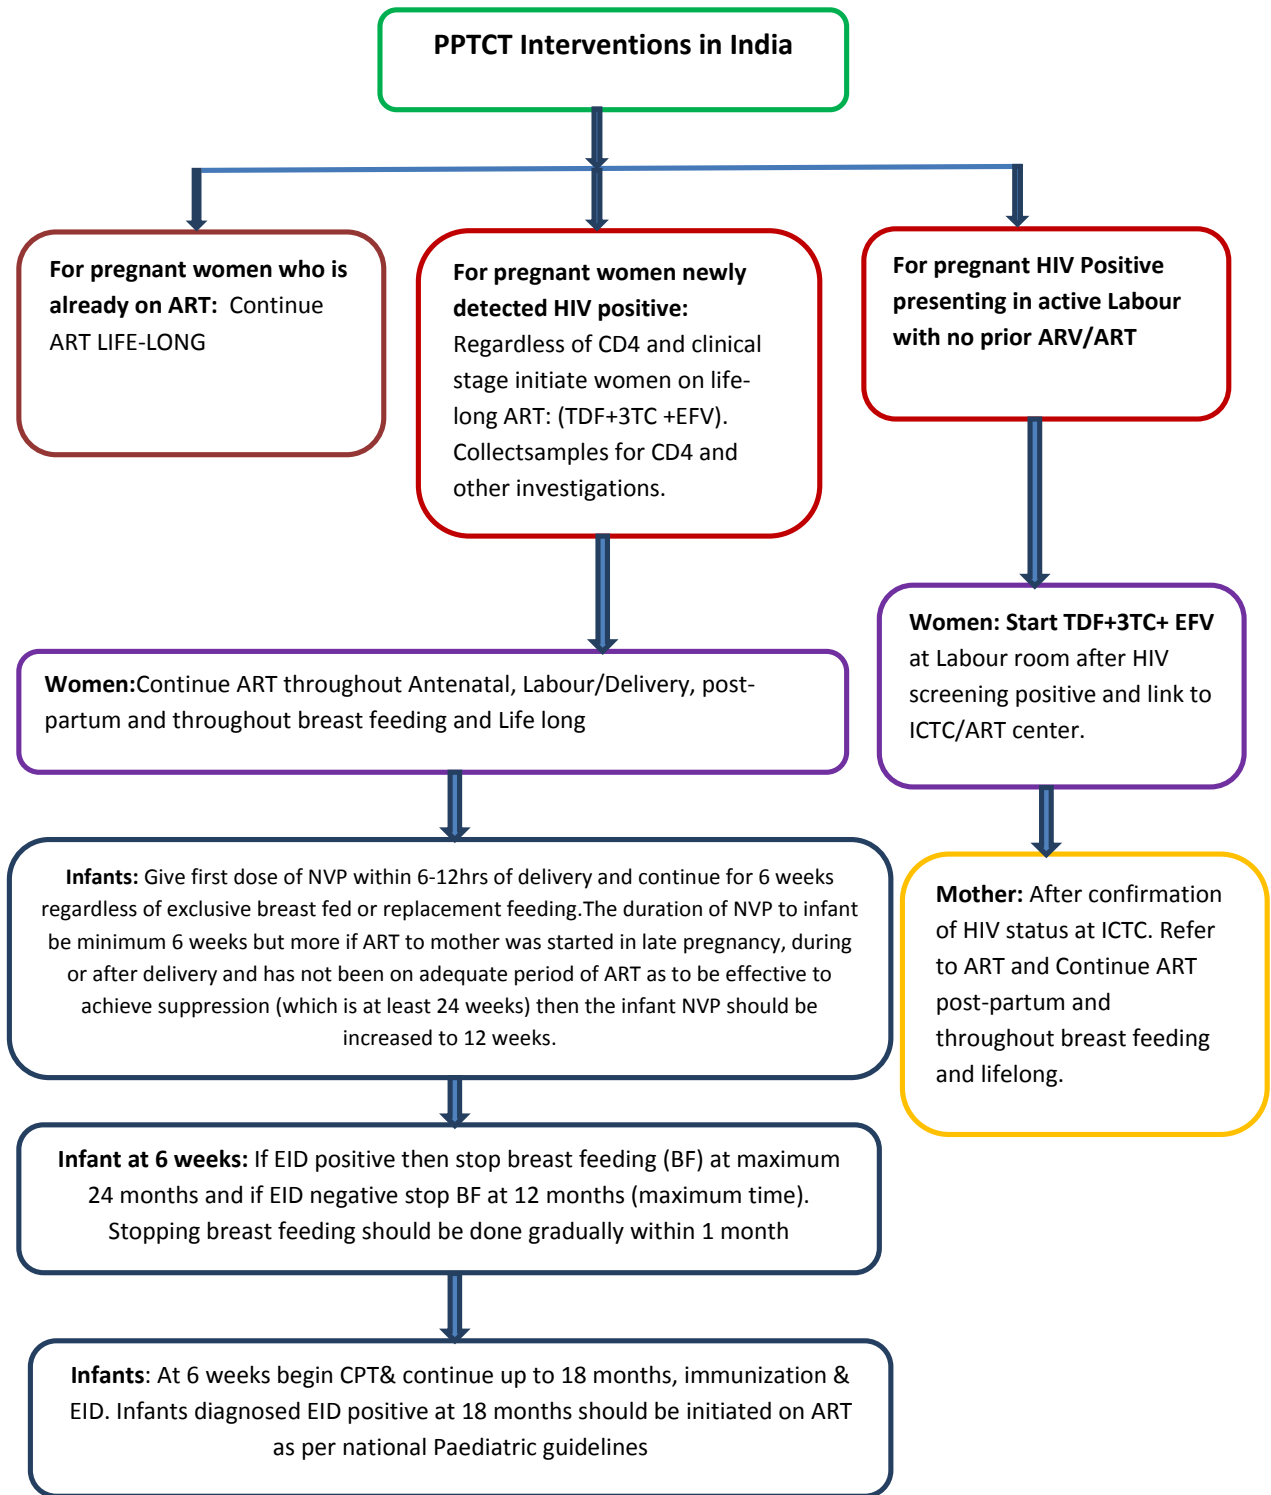 PPTCT Interventions in India
For pregnant women who is
already on ART:  Continue
ART LIFE-LONG
For pregnant women newly
detected HIV positive:
Regardless of CD4 and clinical
stage initiate women on life-
long ART: (TDF+3TC +EFV).
Collectsamples for CD4 and
other investigations.
For pregnant HIV Positive
presenting in active Labour
with no prior ARV/ART
Women:Continue ART throughout Antenatal, Labour/Delivery, post-
partum and throughout breast feeding and Life long
Women: Start TDF+3TC+ EFV
at Labour room after HIV
screening positive and link to
ICTC/ART center.
Infants: Give first dose of NVP within 6-12hrs of delivery and continue for 6 weeks
regardless of exclusive breast fed or replacement feeding.The duration of NVP to infant
be minimum 6 weeks but more if ART to mother was started in late pregnancy, during
or after delivery and has not been on adequate period of ART as to be effective to
achieve suppression (which is at least 24 weeks) then the infant NVP should be
increased to 12 weeks.
Mother: After confirmation
of HIV status at ICTC. Refer
to ART and Continue ART
post-partum and
throughout breast feeding
and lifelong.
Infant at 6 weeks: If EID positive then stop breast feeding (BF) at maximum
24 months and if EID negative stop BF at 12 months (maximum time).
Stopping breast feeding should be done gradually within 1 month
Infants: At 6 weeks begin CPT& continue up to 18 months, immunization &
EID. Infants diagnosed EID positive at 18 months should be initiated on ART
as per national Paediatric guidelines